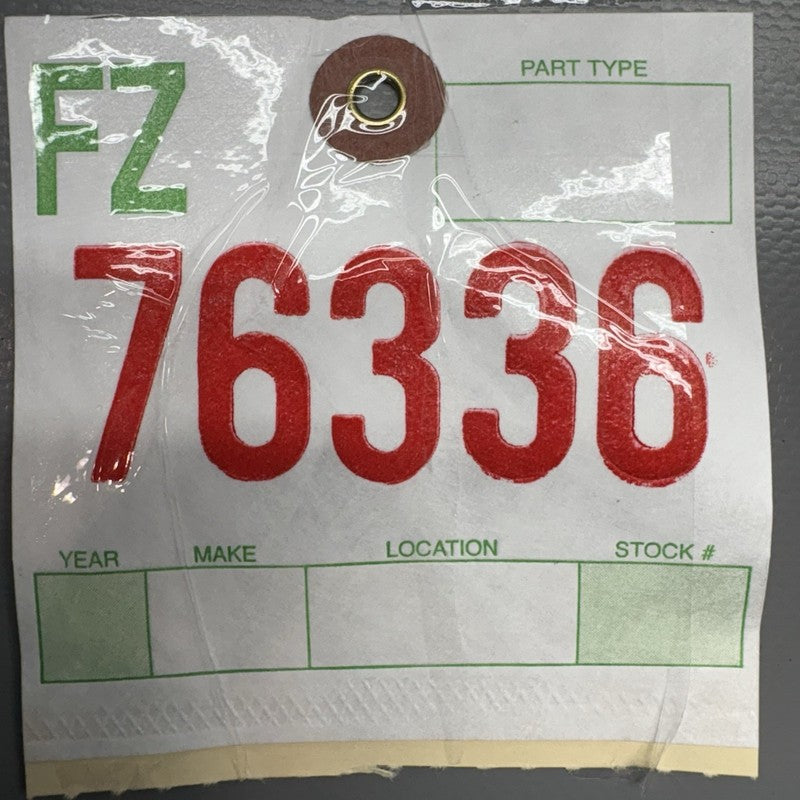 FZ
PART TYPE
76336
YEAR MAKE LOCATION STOCK #